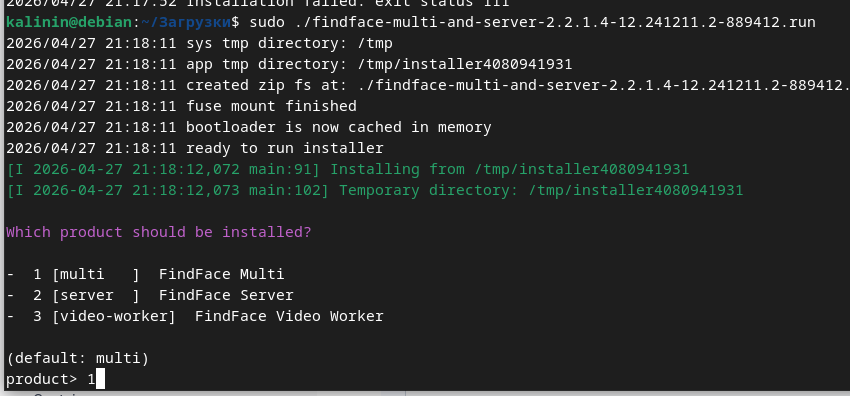 2026/04/27 21:17:52 installation failed: exit status 111
kalinin@debian:~/Загрузки$ sudo ./findface-multi-and-server-2.2.1.4-12.241211.2-889412.run
2026/04/27 21:18:11 sys tmp directory: /tmp
2026/04/27 21:18:11 app tmp directory: /tmp/installer4080941931
2026/04/27 21:18:11 created zip fs at: ./findface-multi-and-server-2.2.1.4-12.241211.2-889412.
2026/04/27 21:18:11 fuse mount finished
2026/04/27 21:18:11 bootloader is now cached in memory
2026/04/27 21:18:11 ready to run installer
[I 2026-04-27 21:18:12,072 main:91] Installing from /tmp/installer4080941931
[I 2026-04-27 21:18:12,073 main:102] Temporary directory: /tmp/installer4080941931
Which product should be installed?
-  1 [multi   ]  FindFace Multi
-  2 [server  ]  FindFace Server
-  3 [video-worker]  FindFace Video Worker
(default: multi)
product> 1